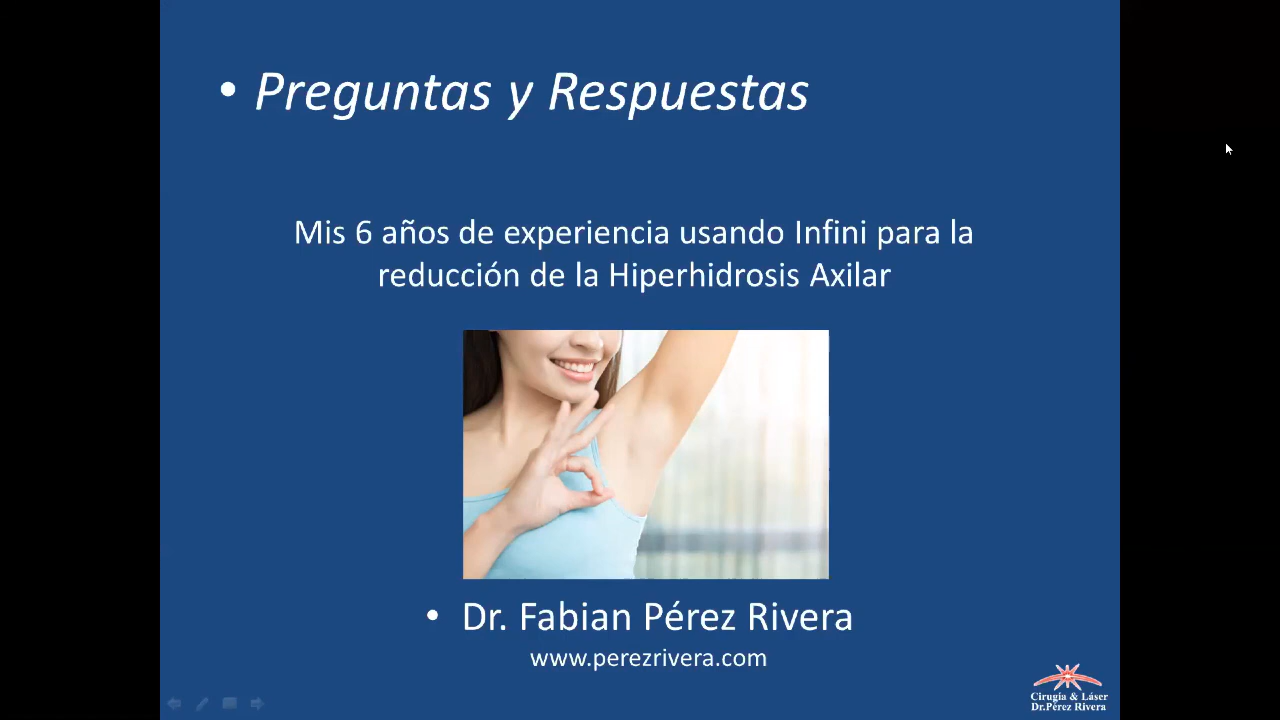 • Preguntas y Respuestas
Mis 6 años de experiencia usando Infini para la
reducción de la Hiperhidrosis Axilar
• Dr. Fabian Pérez Rivera
www.perezrivera.com
Cirugía & Láser
Dr.Pérez Rivera